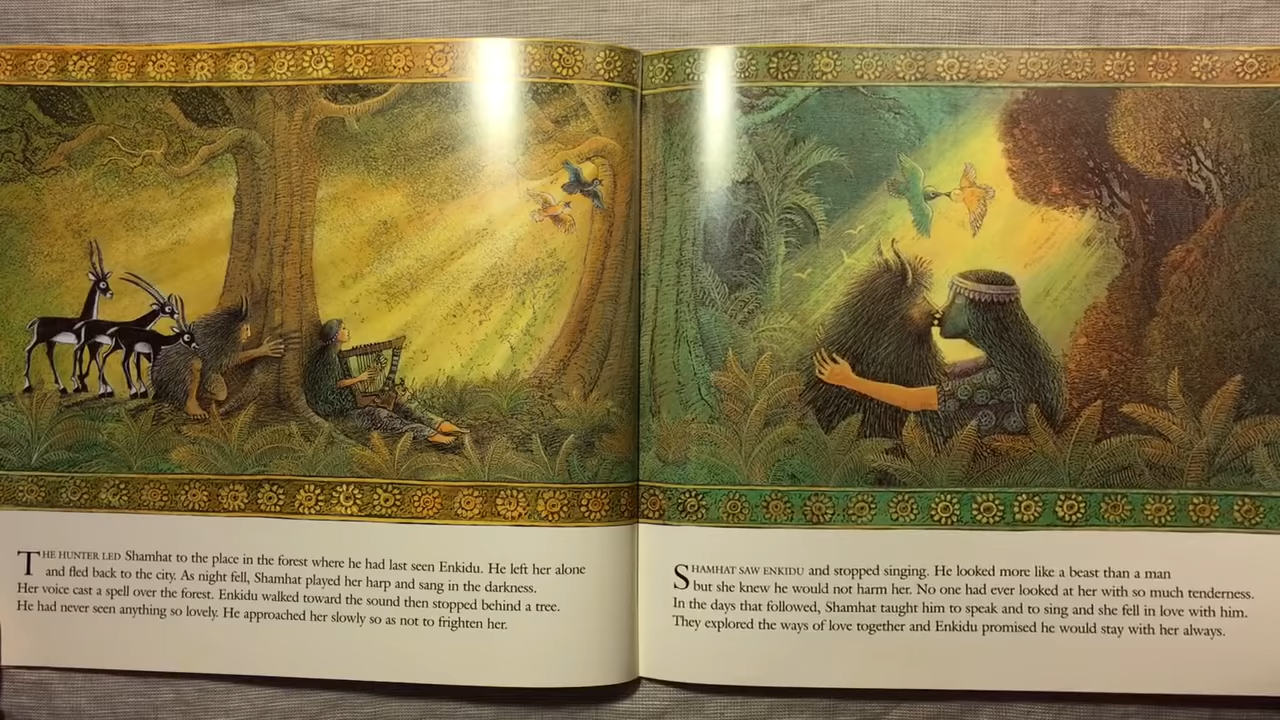 THE HUNTER LED Shamhat to the place in the forest where he had last seen Enkidu. He left her alone
and fled back to the city. As night fell, Shamhat played her harp and sang in the darkness.
Her voice cast a spell over the forest. Enkidu walked toward the sound then stopped behind a tree.
He had never seen anything so lovely. He approached her slowly so as not to frighten her.
SHAMHAT SAW ENKIDU and stopped singing. He looked more like a beast than a man
but she knew he would not harm her. No one had ever looked at her with so much tenderness.
In the days that followed, Shamhat taught him to speak and to sing and she fell in love with him.
They explored the ways of love together and Enkidu promised he would stay with her always.